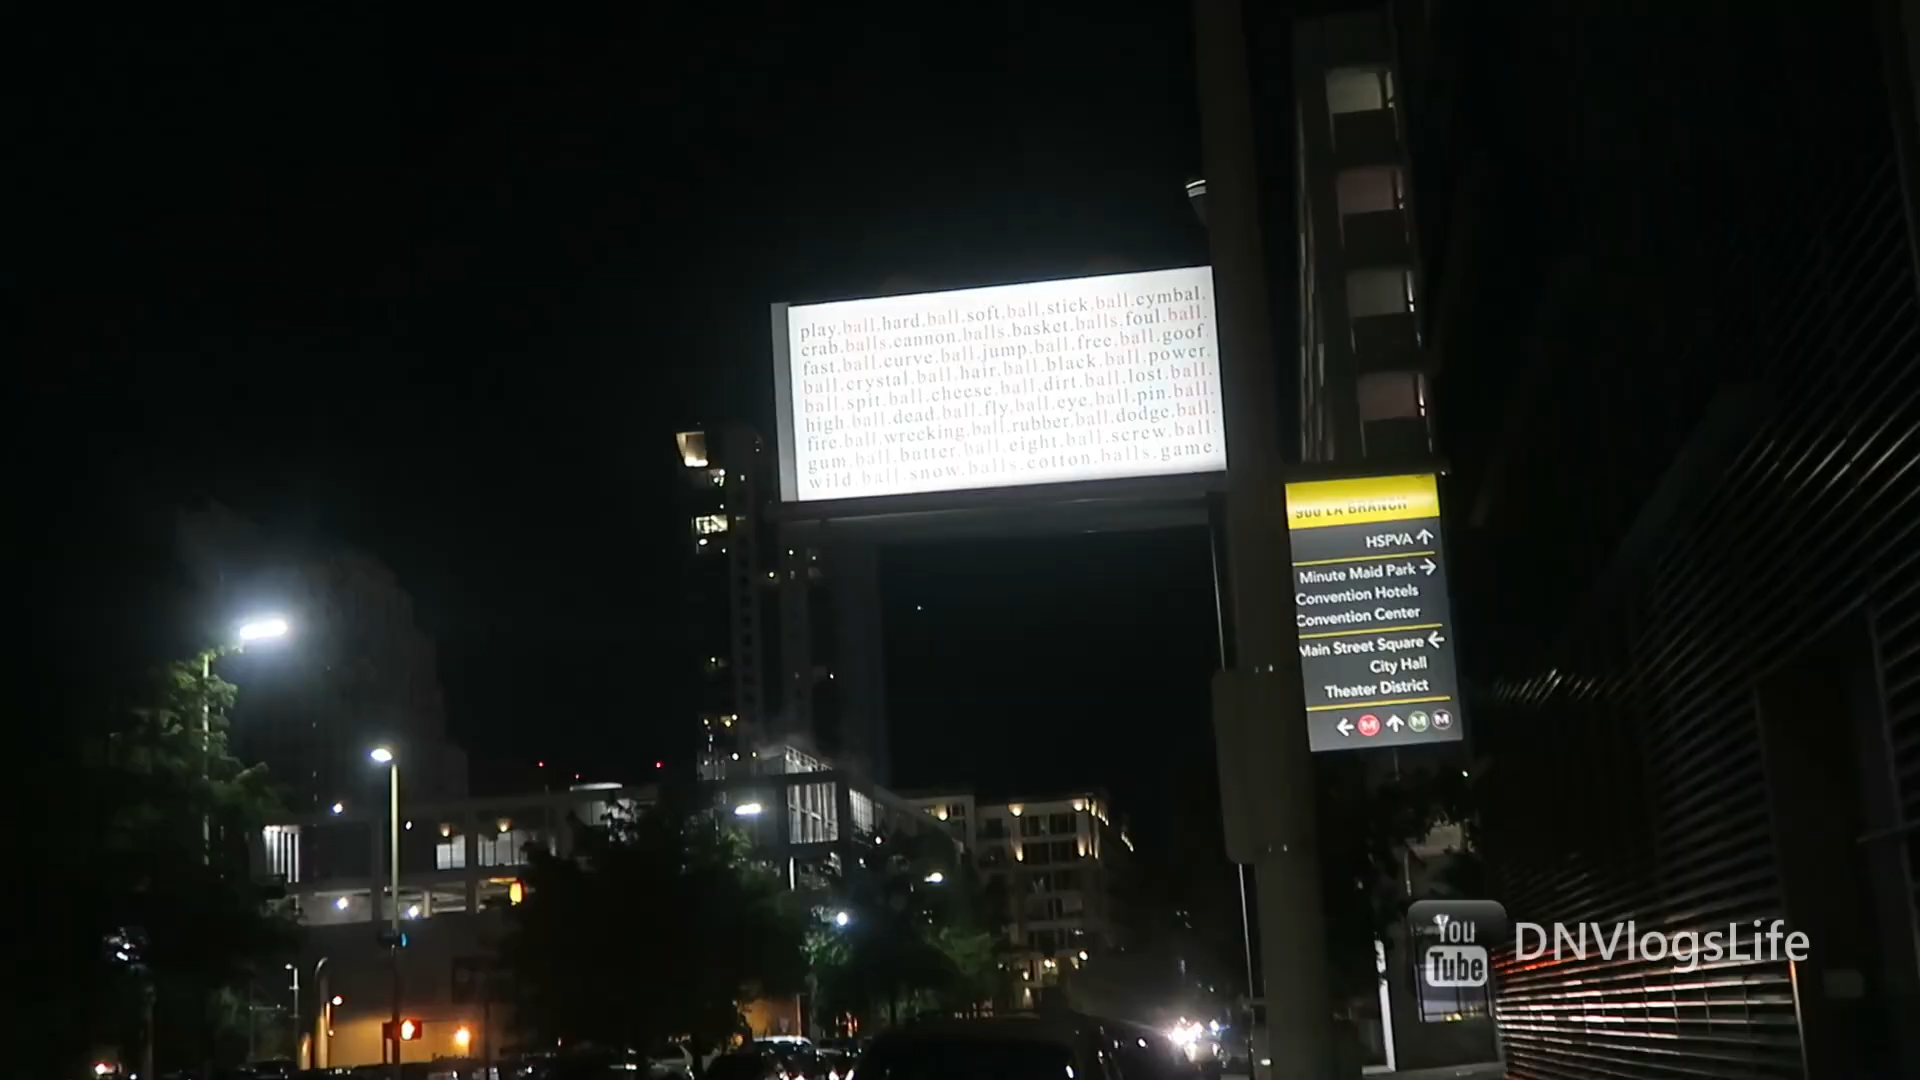 play.ball.hard.ball.soft.ball.stick.ball.cymbal.
crab.balls.cannon.balls.basket.balls.foul.ball.
fast.ball.curve.ball.jump.ball.free.ball.goof.
ball.crystal.ball.hair.ball.black.ball.power.
ball.spit.ball.cheese.ball.dirt.ball.lost.ball.
high.ball.dead.ball.fly.ball.eye.ball.pin.ball.
fire.ball.wrecking.ball.rubber.ball.dodge.ball.
gum.ball.butter.ball.eight.ball.screw.ball.
wild.ball.snow.balls.cotton.balls.game.
900 LA BRANCH
HSPVA ↑
Minute Maid Park →
Convention Hotels
Convention Center
Main Street Square ←
City Hall
Theater District
← M ↑ M M
You
Tube
DNVlogsLife